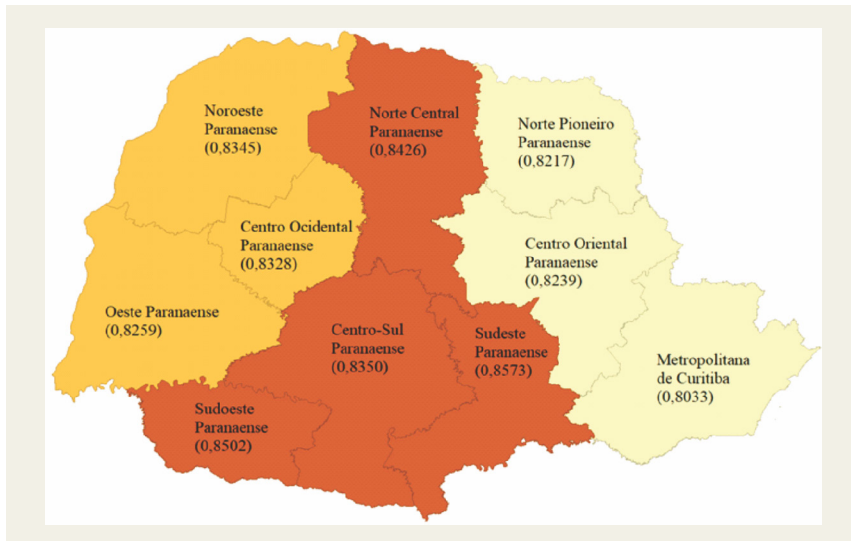 Noroeste
Paranaense
(0,8345)
Norte Central
Paranaense
(0,8426)
Norte Pioneiro
Paranaense
(0,8217)
Centro Ocidental
Paranaense
(0,8328)
Centro Oriental
Paranaense
(0,8239)
Oeste Paranaense
(0,8259)
Centro-Sul
Paranaense
(0,8350)
Sudeste
Paranaense
(0,8573)
Metropolitana
de Curitiba
(0,8033)
Sudoeste
Paranaense
(0,8502)